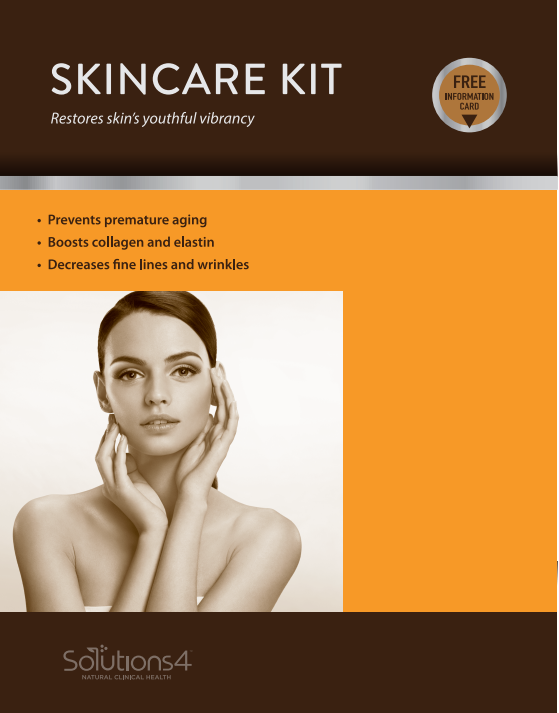 SKINCARE KIT
Restores skin's youthful vibrancy
FREE
INFORMATION
CARD
• Prevents premature aging
• Boosts collagen and elastin
• Decreases fine lines and wrinkles
Solutions4
NATURAL CLINICAL HEALTH